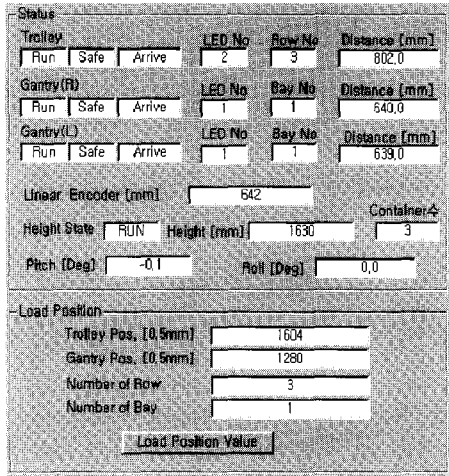 Status
Trolley LED No Row No Distance [mm]
Run Safe Arrive 2 3 802,0
Gantry(R) LED No Bay No Distance [mm]
Run Safe Arrive 1 1 640,0
Gantry(L) LED No Bay No Distance [mm]
Run Safe Arrive 1 1 639,0
Linear Encoder [mm] 642
Container수
Height State RUN Height [mm] 1630 3
Pitch [Deg] -0,1 Roll [Deg] 0,0
Load Position
Trolley Pos, [0,5mm] 1604
Gantry Pos, [0,5mm] 1280
Number of Row 3
Number of Bay 1
Load Position Value